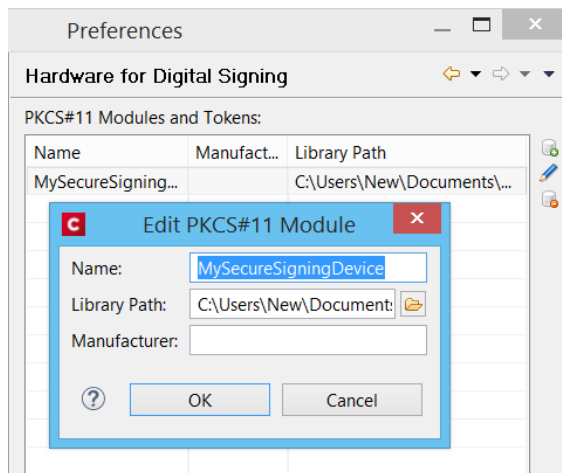 Preferences
Hardware for Digital Signing
PKCS#11 Modules and Tokens:
Name Manufact... Library Path
MySecureSigning... C:\Users\New\Documents\...
C Edit PKCS#11 Module
Name: MySecureSigningDevice
Library Path: C:\Users\New\Document
Manufacturer:
? OK Cancel